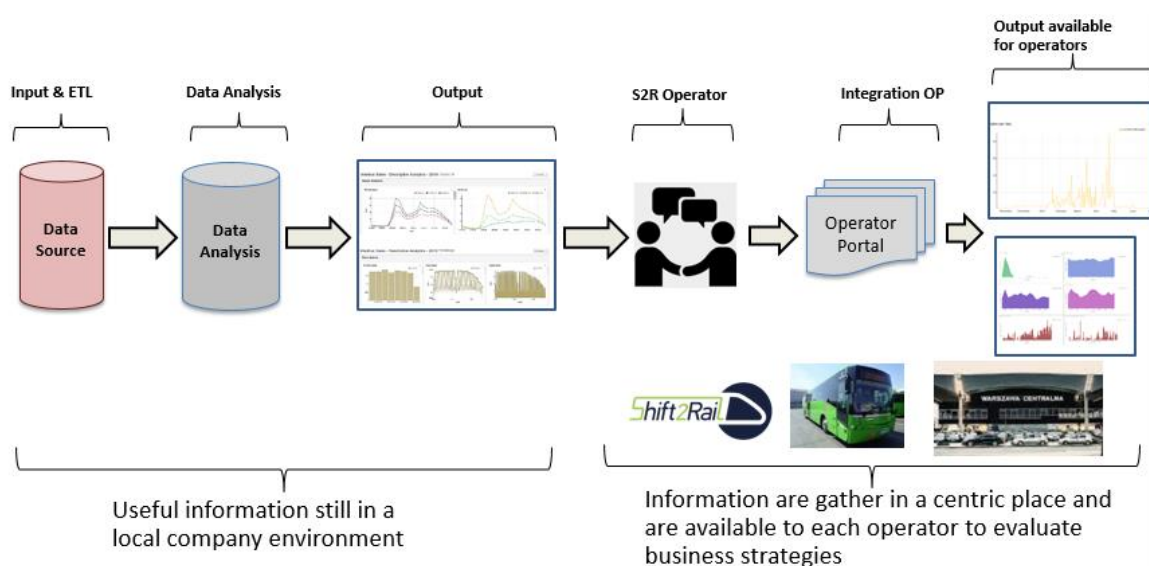 Output available
for operators
Input & ETL
Data Analysis
Output
S2R Operator
Integration OP
Data
Source
Data
Analysis
Operator
Portal
Shift2Rail
WARSZAWA CENTRALNA
Useful information still in a
local company environment
Information are gather in a centric place and
are available to each operator to evaluate
business strategies